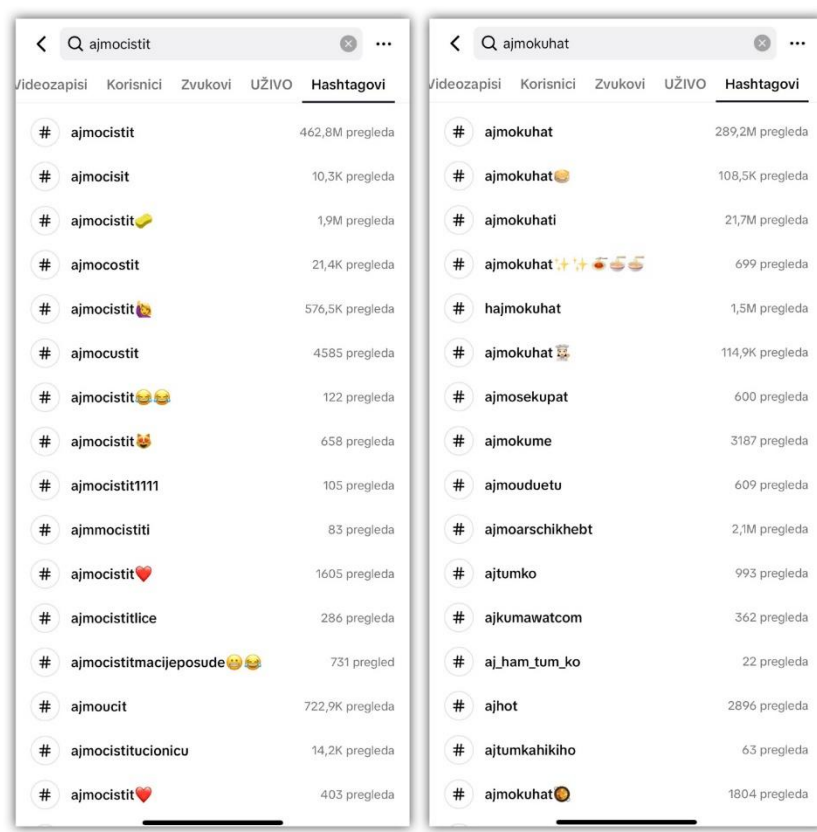 ajmocistit
Videozapisi Korisnici Zvukovi UŽIVO Hashtagovi
# ajmocistit 462,8M pregleda
# ajmocisit 10,3K pregleda
# ajmocistit🧽 1,9M pregleda
# ajmocostit 21,4K pregleda
# ajmocistit🙋‍♀️ 576,5K pregleda
# ajmocustit 4585 pregleda
# ajmocistit😂😂 122 pregleda
# ajmocistit😻 658 pregleda
# ajmocistit1111 105 pregleda
# ajmmocistiti 83 pregleda
# ajmocistit❤️ 1605 pregleda
# ajmocistitlice 286 pregleda
# ajmocistitmacijeposude😬😂 731 pregled
# ajmoucit 722,9K pregleda
# ajmocistitucionicu 14,2K pregleda
# ajmocistit❤️ 403 pregleda
ajmokuhat
Videozapisi Korisnici Zvukovi UŽIVO Hashtagovi
# ajmokuhat 289,2M pregleda
# ajmokuhat🥞 108,5K pregleda
# ajmokuhati 21,7M pregleda
# ajmokuhat✨✨🍝🍜🍜 699 pregleda
# hajmokuhat 1,5M pregleda
# ajmokuhat👩🏻‍🍳 114,9K pregleda
# ajmosekupat 600 pregleda
# ajmokume 3187 pregleda
# ajmouduetu 609 pregleda
# ajmoarschikhebt 2,1M pregleda
# ajtumko 993 pregleda
# ajkumawatcom 362 pregleda
# aj_ham_tum_ko 22 pregleda
# ajhot 2896 pregleda
# ajtumkahikiho 63 pregleda
# ajmokuhat🥘 1804 pregleda